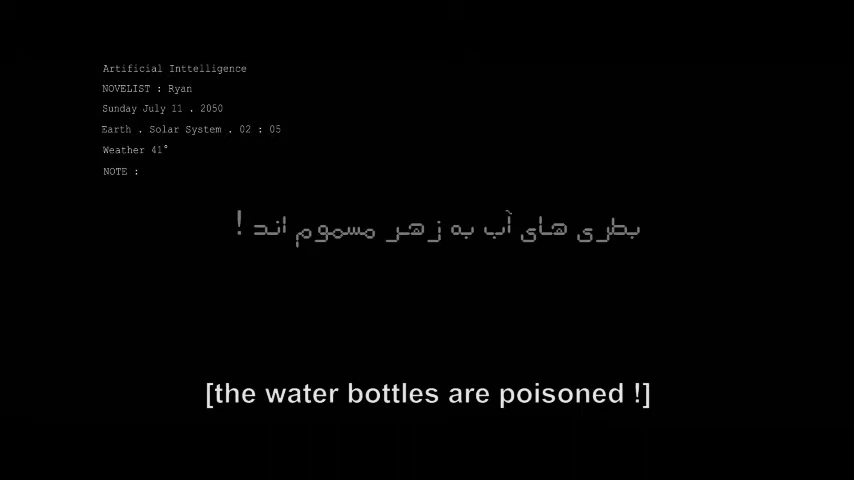 Artificial Inttelligence
NOVELIST : Ryan
Sunday July 11 . 2050
Earth . Solar System . 02 : 05
Weather 41°
NOTE :
بطری های آب به زهر مسموم اند !
[the water bottles are poisoned !]